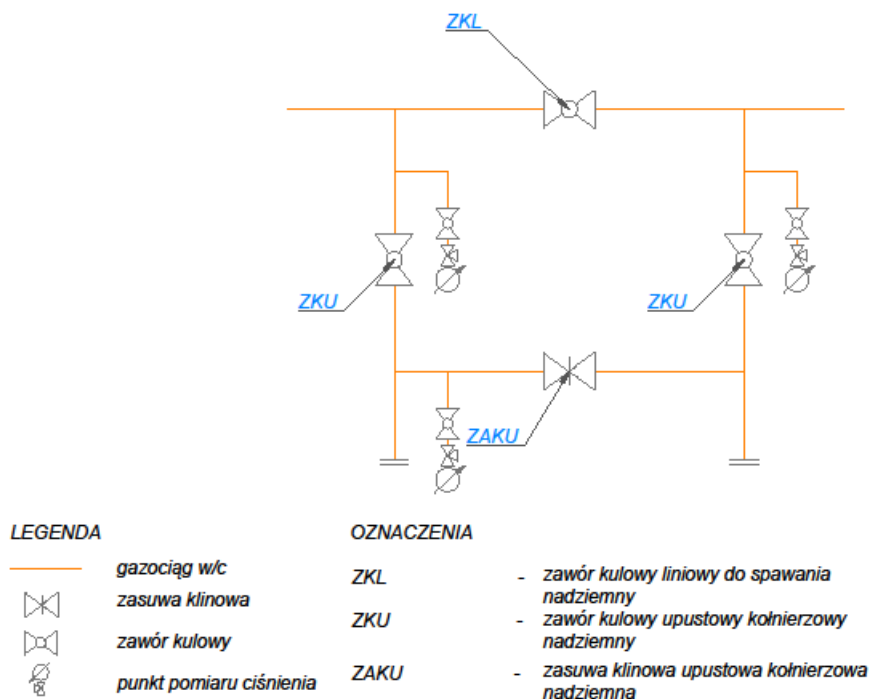 ZKL
ZKU
ZKU
ZAKU
LEGENDA
gazociąg w/c
zasuwa klinowa
zawór kulowy
punkt pomiaru ciśnienia
OZNACZENIA
ZKL - zawór kulowy liniowy do spawania
nadziemny
ZKU - zawór kulowy upustowy kołnierzowy
nadziemny
ZAKU - zasuwa klinowa upustowa kołnierzowa
nadziemna